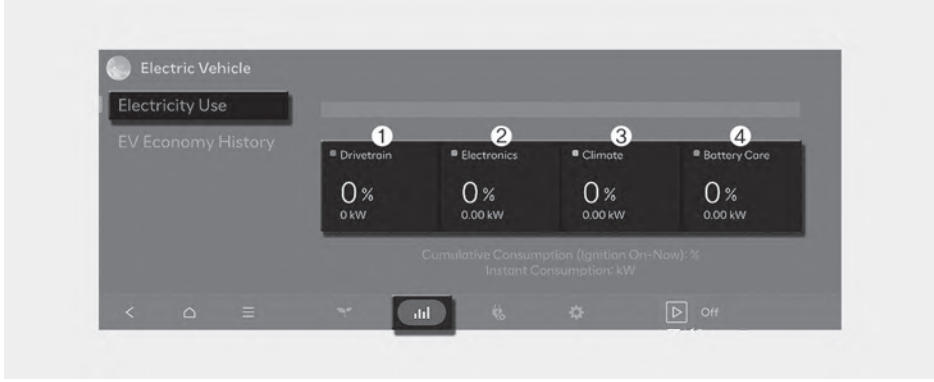 Electric Vehicle
Electricity Use
EV Economy History
1 2 3 4
Drivetrain Electronics Climate Battery Care
0 % 0 % 0 % 0 %
0 kW 0.00 kW 0.00 kW 0.00 kW
Cumulative Consumption (Ignition On-Now): %
Instant Consumption: kW
Off